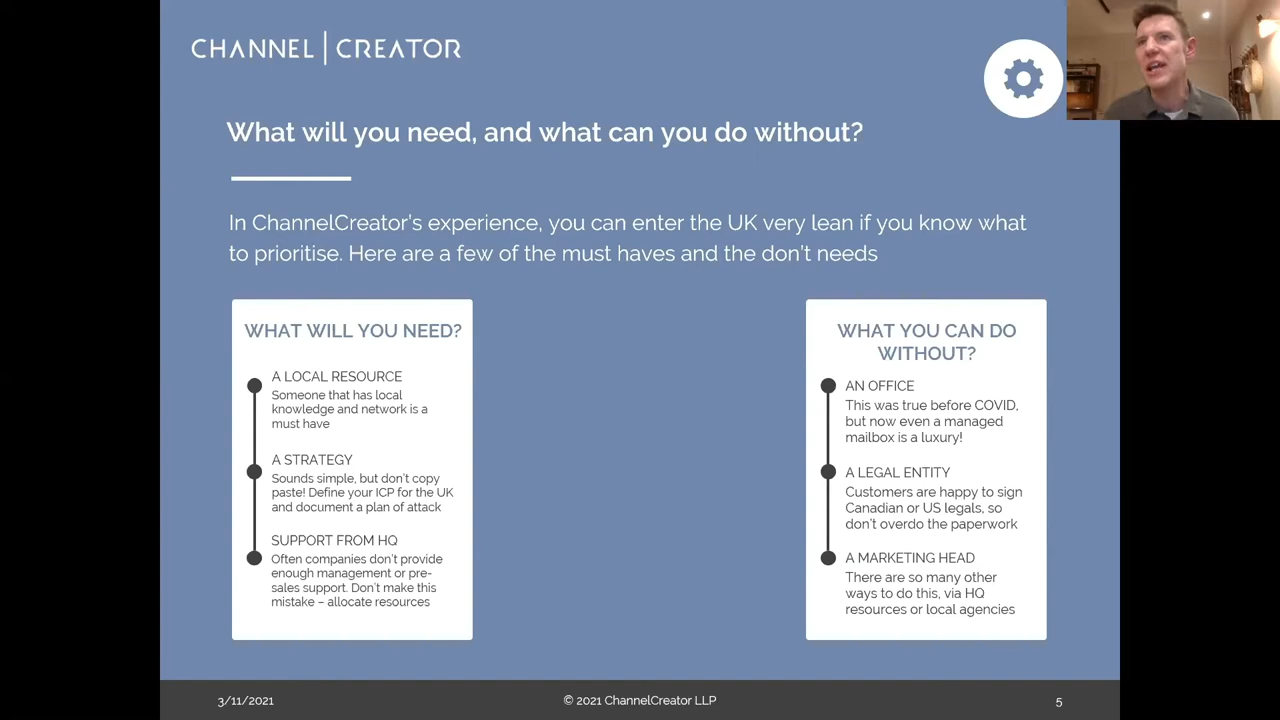 CHANNEL | CREATOR
What will you need, and what can you do without?
In ChannelCreator's experience, you can enter the UK very lean if you know what
to prioritise. Here are a few of the must haves and the don't needs
WHAT WILL YOU NEED?
A LOCAL RESOURCE
Someone that has local
knowledge and network is a
must have
A STRATEGY
Sounds simple, but don't copy
paste! Define your ICP for the UK
and document a plan of attack
SUPPORT FROM HQ
Often companies don't provide
enough management or pre-
sales support. Don't make this
mistake – allocate resources
WHAT YOU CAN DO
WITHOUT?
AN OFFICE
This was true before COVID,
but now even a managed
mailbox is a luxury!
A LEGAL ENTITY
Customers are happy to sign
Canadian or US legals, so
don't overdo the paperwork
A MARKETING HEAD
There are so many other
ways to do this, via HQ
resources or local agencies
3/11/2021
© 2021 ChannelCreator LLP
5